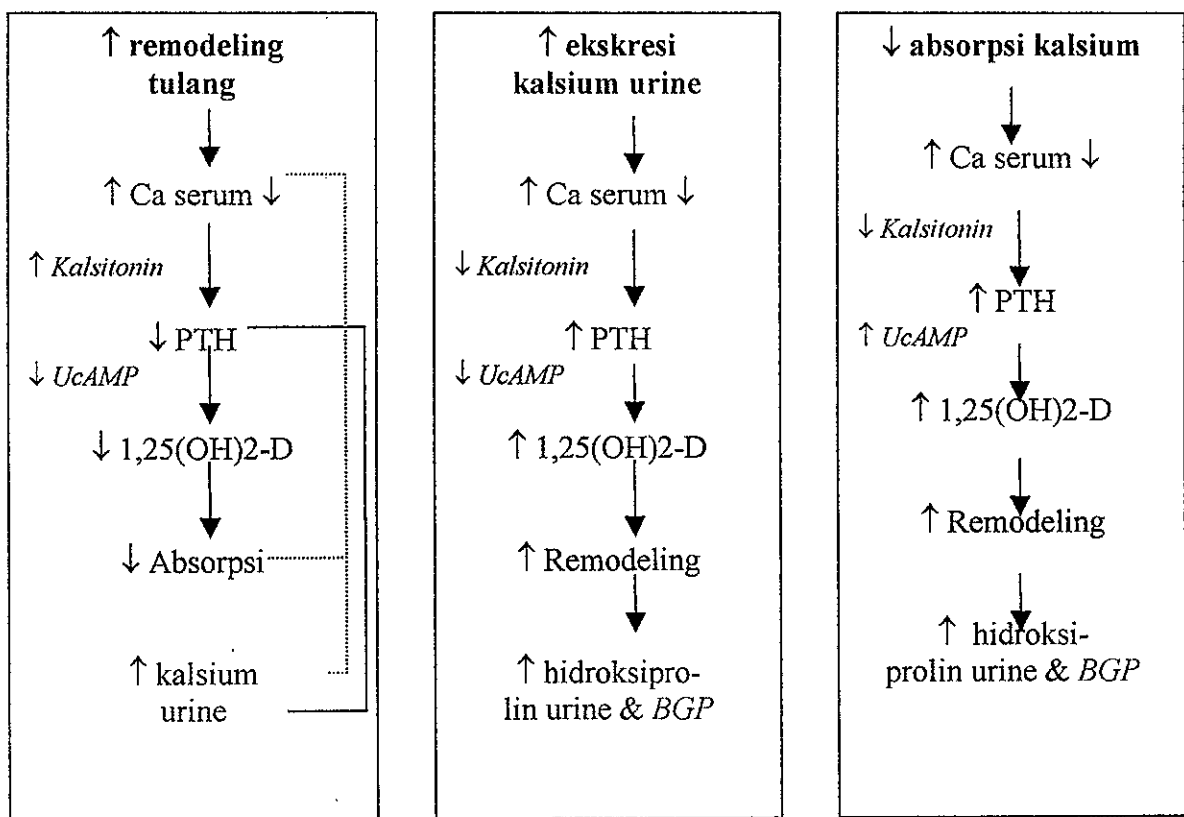 ↑ remodeling
tulang
↑ Ca serum ↓
↑ Kalsitonin
↓ PTH
↓ UcAMP
↓ 1,25(OH)2-D
↓ Absorpsi
↑ kalsium
urine
↑ ekskresi
kalsium urine
↑ Ca serum ↓
↓ Kalsitonin
↑ PTH
↓ UcAMP
↑ 1,25(OH)2-D
↑ Remodeling
↑ hidroksipro-
lin urine & BGP
↓ absorpsi kalsium
↑ Ca serum ↓
↓ Kalsitonin
↑ PTH
↑ UcAMP
↑ 1,25(OH)2-D
↑ Remodeling
↑ hidroksi-
prolin urine & BGP